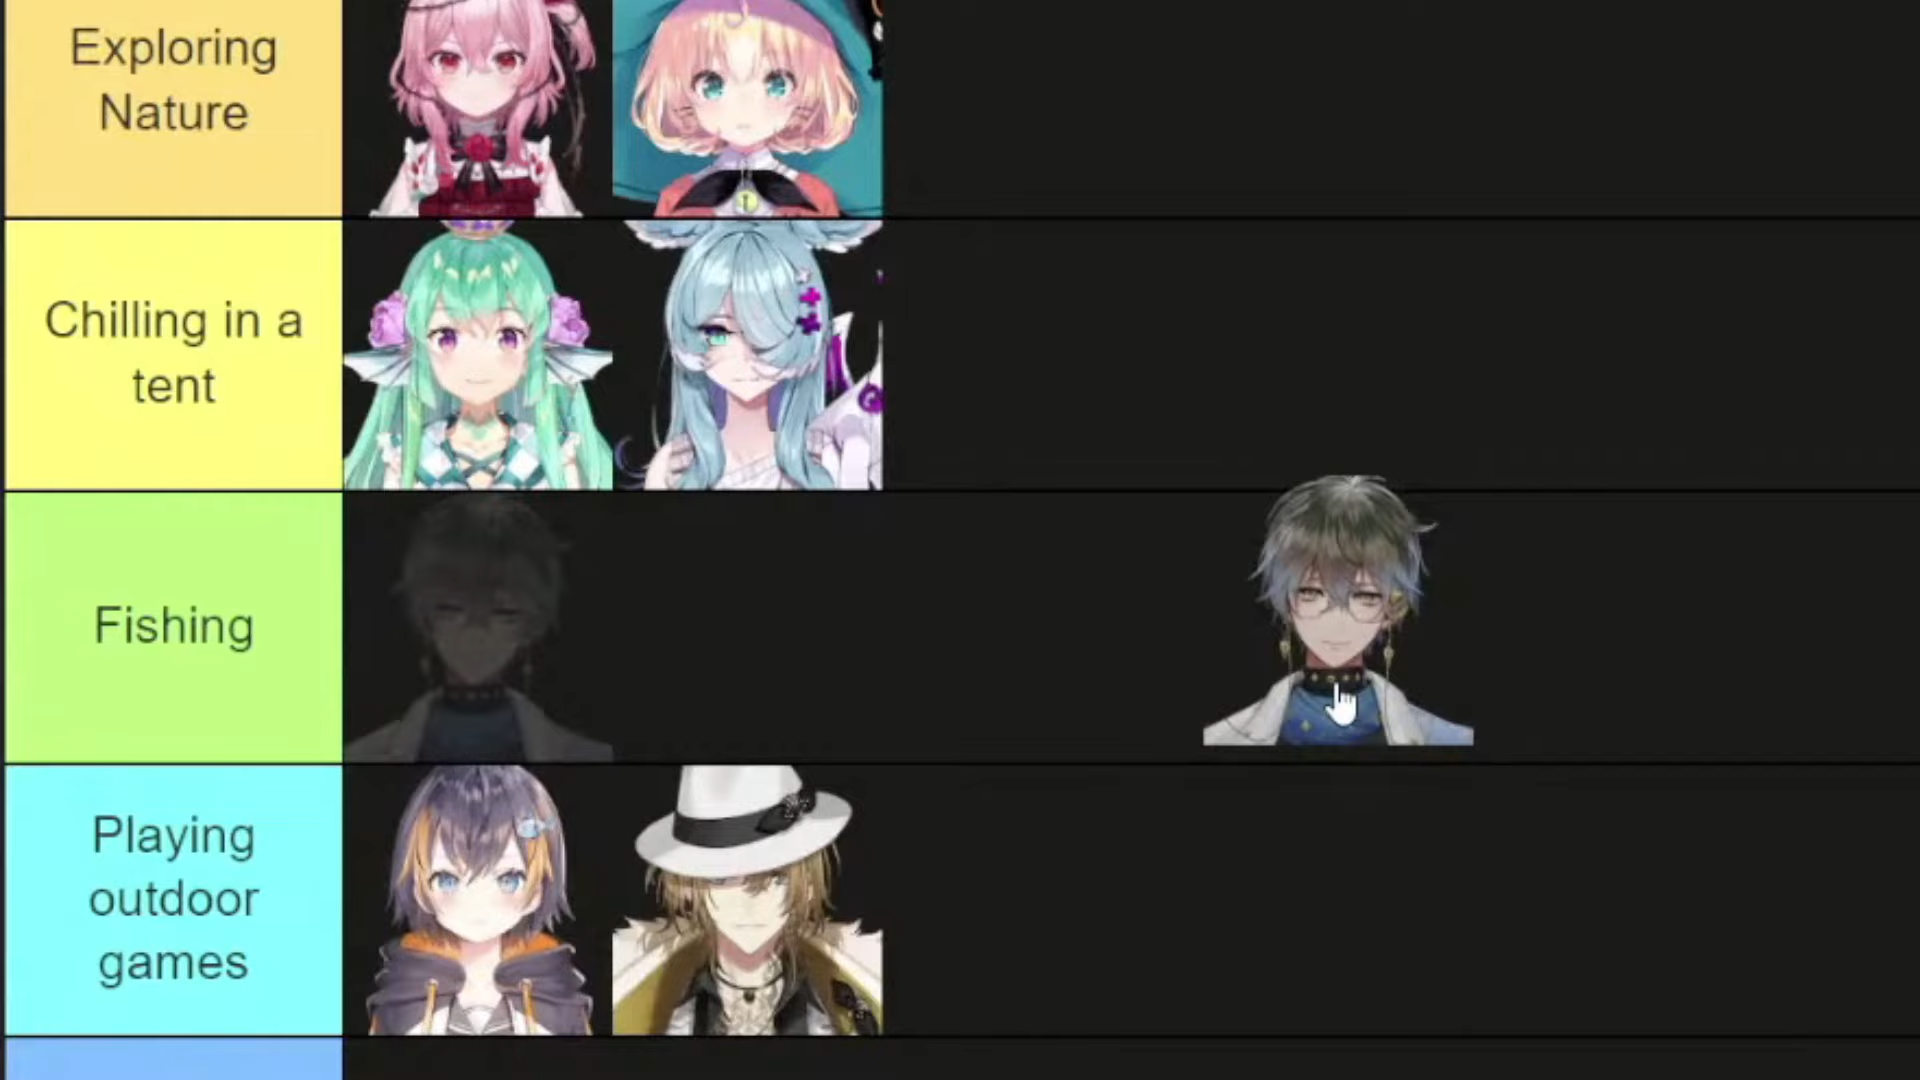 Exploring
Nature
Chilling in a
tent
Fishing
Playing
outdoor
games